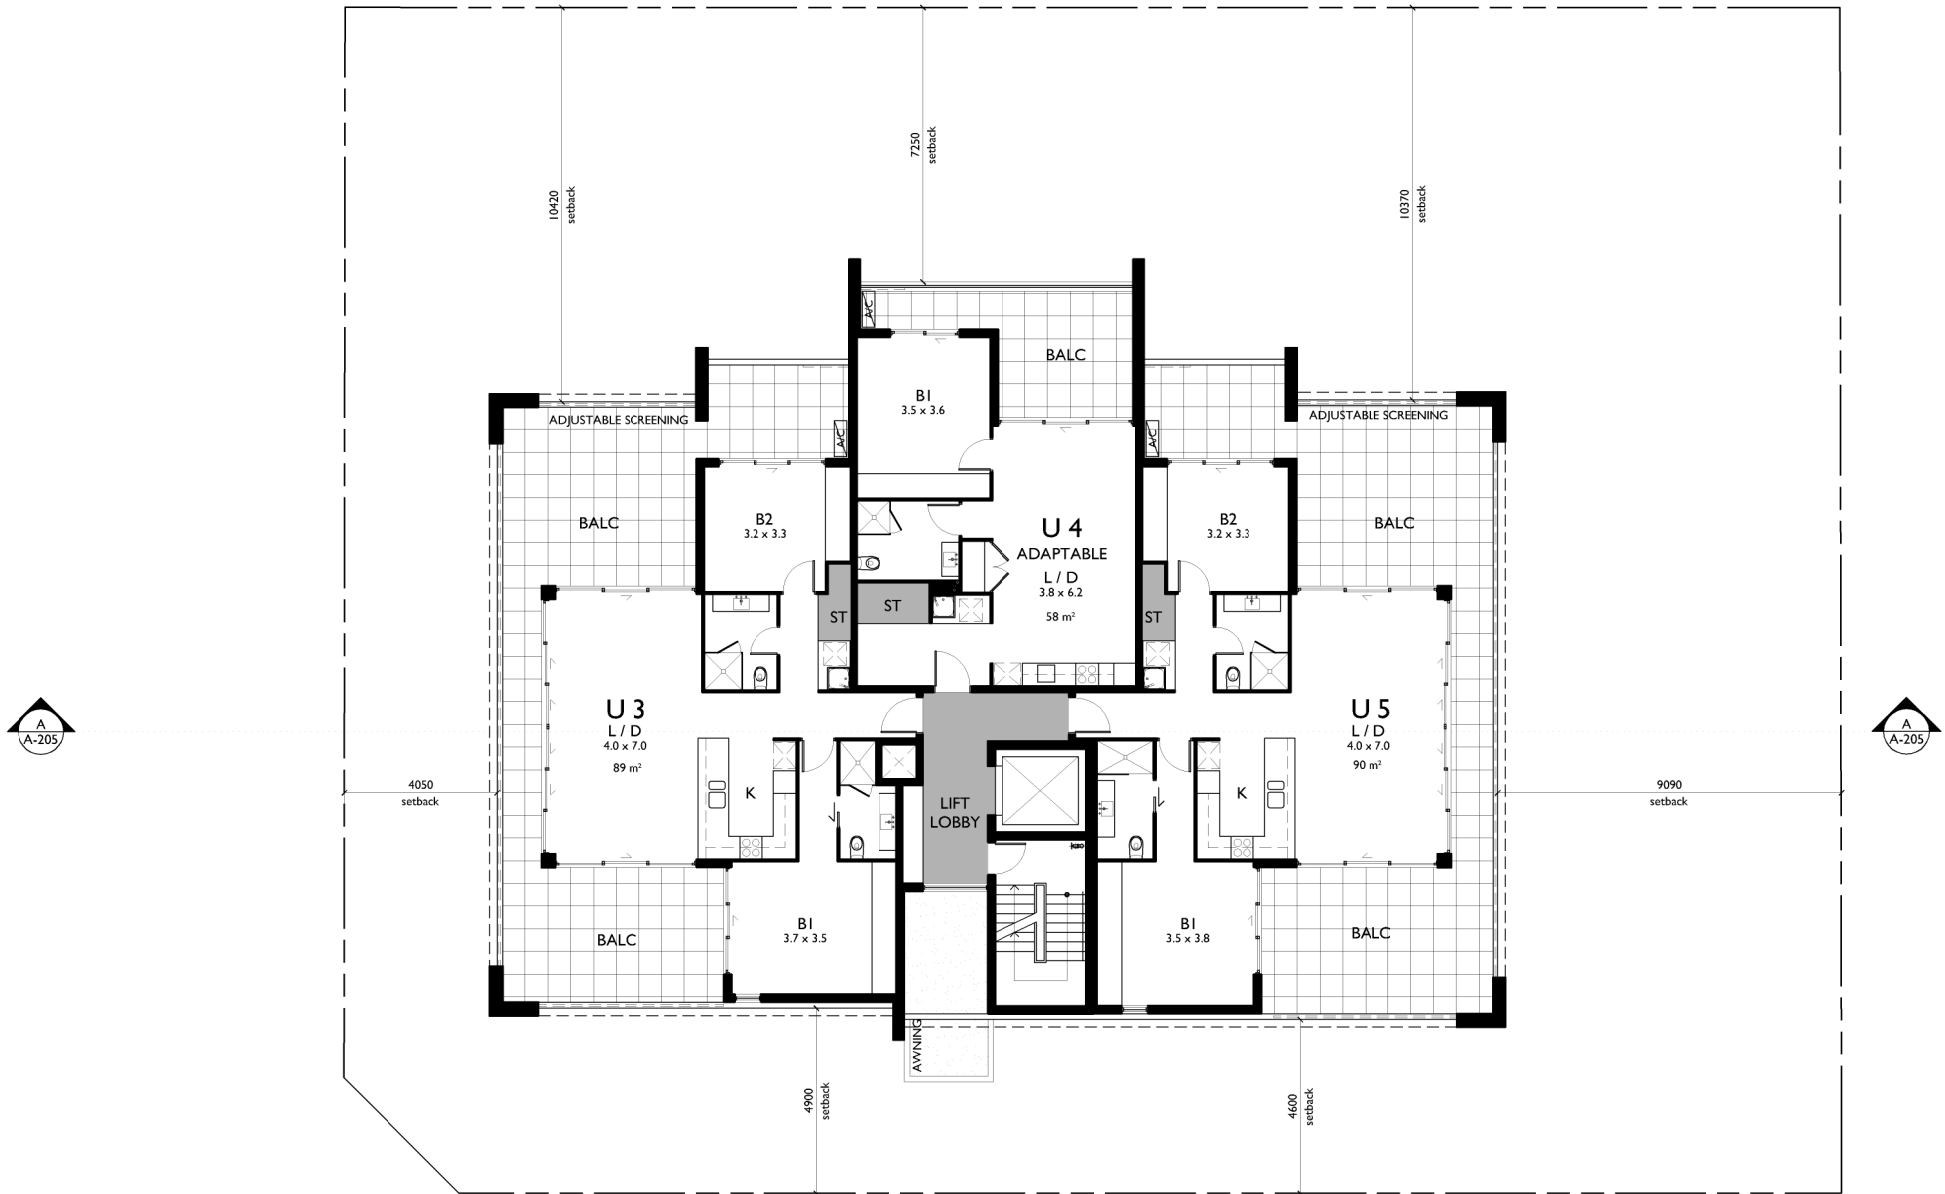 10420
setback
7250
setback
10370
setback
A/C
BALC
B1
3.5 x 3.6
ADJUSTABLE SCREENING
A/C
A/C
ADJUSTABLE SCREENING
BALC
B2
3.2 x 3.3
U 4
ADAPTABLE
L / D
3.8 x 6.2
58 m²
B2
3.2 x 3.3
BALC
ST
ST
ST
U 3
L / D
4.0 x 7.0
89 m²
U 5
L / D
4.0 x 7.0
90 m²
A
A-205
A
A-205
4050
setback
K
LIFT
LOBBY
K
9090
setback
BALC
B1
3.7 x 3.5
B1
3.5 x 3.8
BALC
AWNING
4900
setback
4600
setback